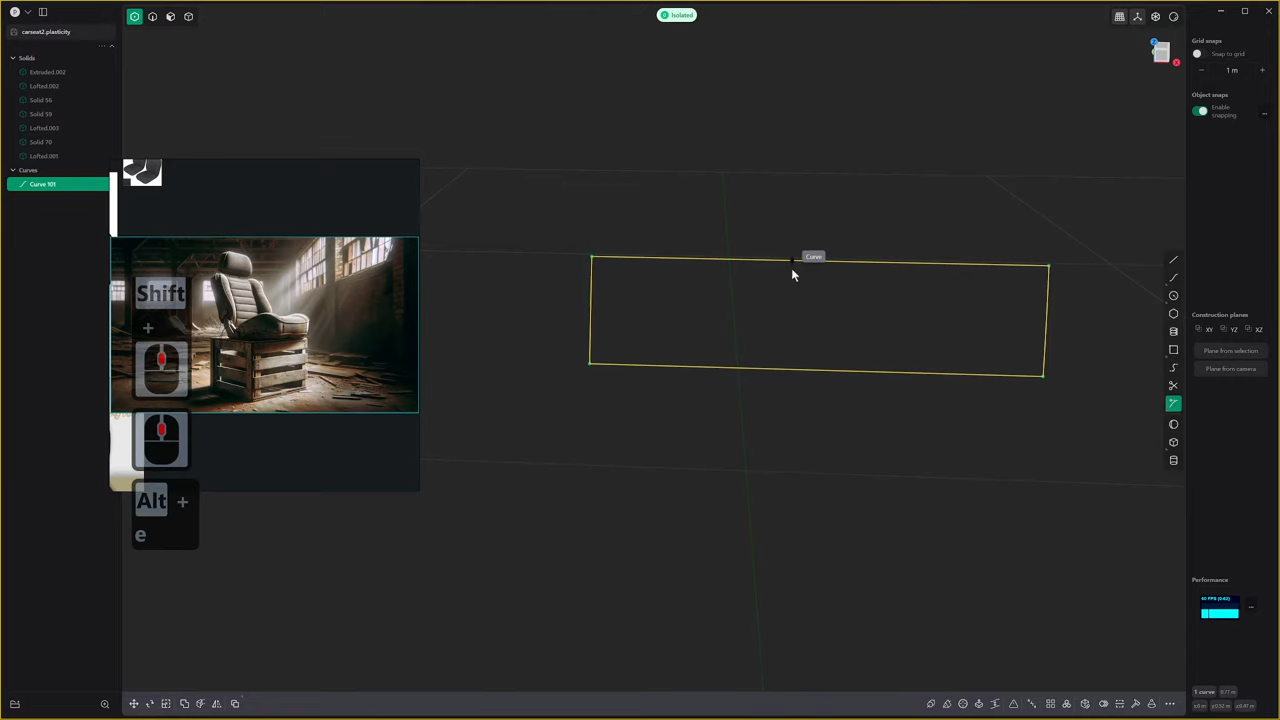 P
Isolated
carseat2.plasticity
Solids
Extruded.002
Lofted.002
Solid 56
Solid 59
Lofted.003
Solid 70
Lofted.001
Curves
Curve 101
Shift
+
Alt +
e
Curve
Grid snaps
Snap to grid
1 m
Object snaps
Enable
snapping
Construction planes
XY YZ XZ
Plane from selection
Plane from camera
Performance
60 FPS
1 curve